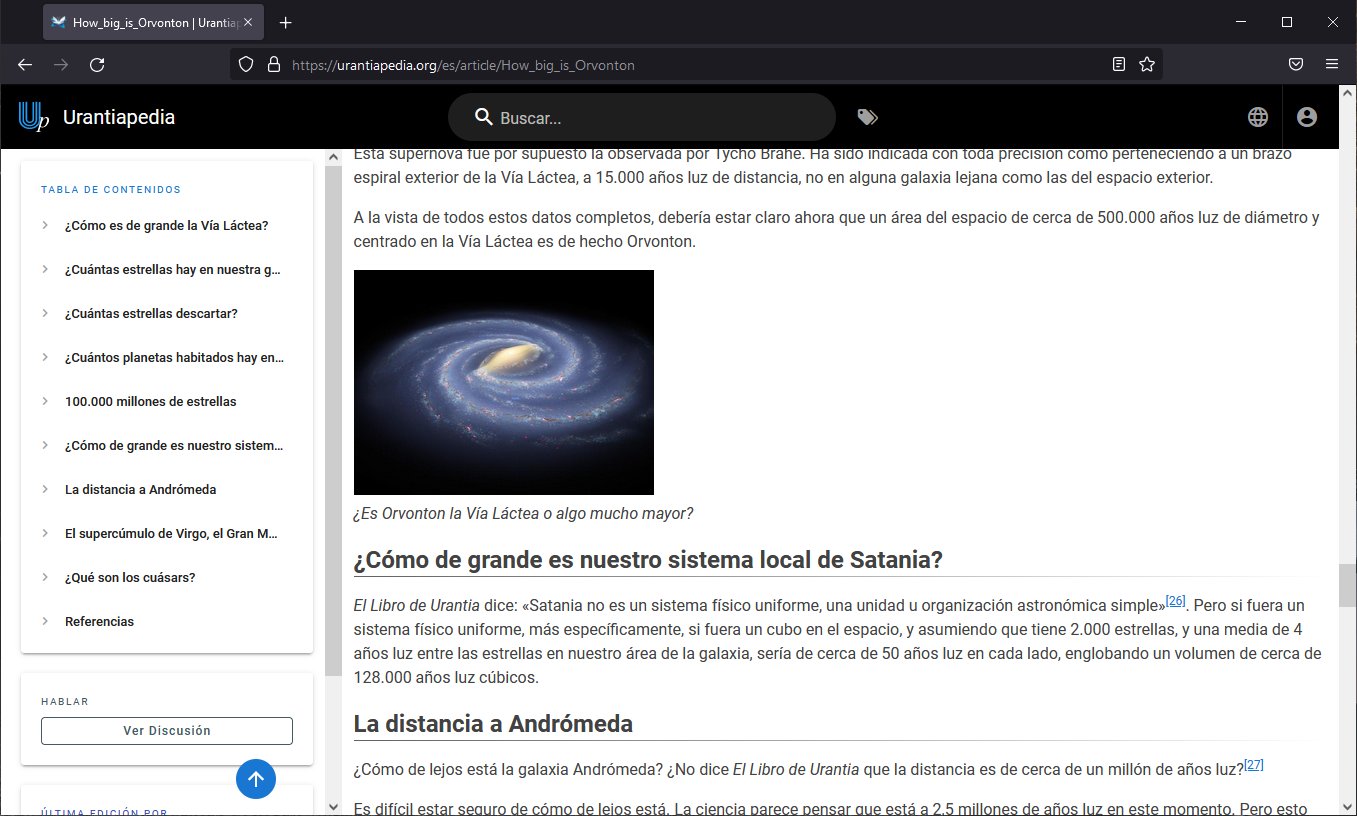 How_big_is_Orvonton | Urantiap
https://urantiapedia.org/es/article/How_big_is_Orvonton
Up Urantiapedia
Buscar...
TABLA DE CONTENIDOS
¿Cómo es de grande la Vía Láctea?
¿Cuántas estrellas hay en nuestra g...
¿Cuántas estrellas descartar?
¿Cuántos planetas habitados hay en...
100.000 millones de estrellas
¿Cómo de grande es nuestro sistem...
La distancia a Andrómeda
El supercúmulo de Virgo, el Gran M...
¿Qué son los cuásars?
Referencias
HABLAR
Ver Discusión
ÚLTIMA EDICIÓN POR
Esta supernova fue por supuesto la observada por Tycho Brahe. Ha sido indicada con toda precisión como perteneciendo a un brazo
espiral exterior de la Vía Láctea, a 15.000 años luz de distancia, no en alguna galaxia lejana como las del espacio exterior.
A la vista de todos estos datos completos, debería estar claro ahora que un área del espacio de cerca de 500.000 años luz de diámetro y
centrado en la Vía Láctea es de hecho Orvonton.
¿Es Orvonton la Vía Láctea o algo mucho mayor?
¿Cómo de grande es nuestro sistema local de Satania?
El Libro de Urantia dice: «Satania no es un sistema físico uniforme, una unidad u organización astronómica simple»[26]. Pero si fuera un
sistema físico uniforme, más específicamente, si fuera un cubo en el espacio, y asumiendo que tiene 2.000 estrellas, y una media de 4
años luz entre las estrellas en nuestro área de la galaxia, sería de cerca de 50 años luz en cada lado, englobando un volumen de cerca de
128.000 años luz cúbicos.
La distancia a Andrómeda
¿Cómo de lejos está la galaxia Andrómeda? ¿No dice El Libro de Urantia que la distancia es de cerca de un millón de años luz?[27]
Es difícil estar seguro de cómo de lejos está. La ciencia parece pensar que está a 2,5 millones de años luz en este momento. Pero esto